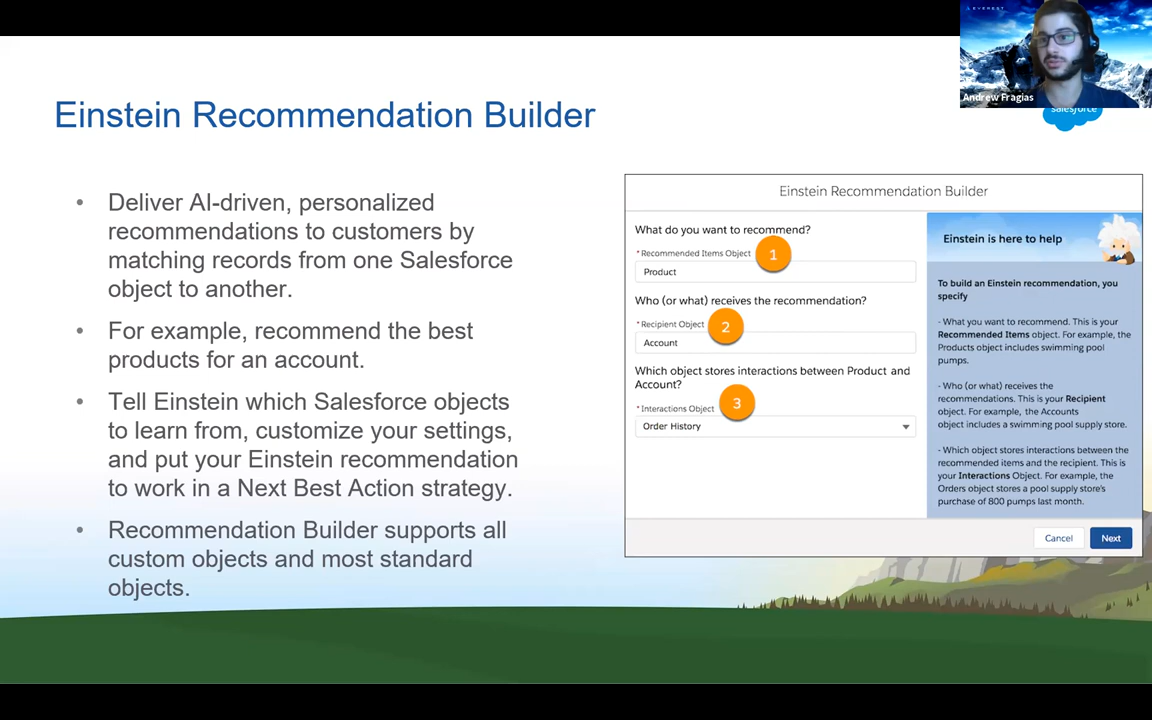 LEVEREST
Andrew Fragias
salesforce
Einstein Recommendation Builder
• Deliver AI-driven, personalized
recommendations to customers by
matching records from one Salesforce
object to another.
• For example, recommend the best
products for an account.
• Tell Einstein which Salesforce objects
to learn from, customize your settings,
and put your Einstein recommendation
to work in a Next Best Action strategy.
• Recommendation Builder supports all
custom objects and most standard
objects.
Einstein Recommendation Builder
What do you want to recommend?
* Recommended Items Object
1
Product
Who (or what) receives the recommendation?
* Recipient Object
2
Account
Which object stores interactions between Product and
Account?
* Interactions Object
3
Order History
Einstein is here to help
To build an Einstein recommendation, you
specify
- What you want to recommend. This is your
Recommended Items object. For example, the
Products object includes swimming pool
pumps.
- Who (or what) receives the
recommendations. This is your Recipient
object. For example, the Accounts
object includes a swimming pool supply store.
- Which object stores interactions between the
recommended items and the recipient. This is
your Interactions Object. For example, the
Orders object stores a pool supply store's
purchase of 800 pumps last month.
Cancel
Next